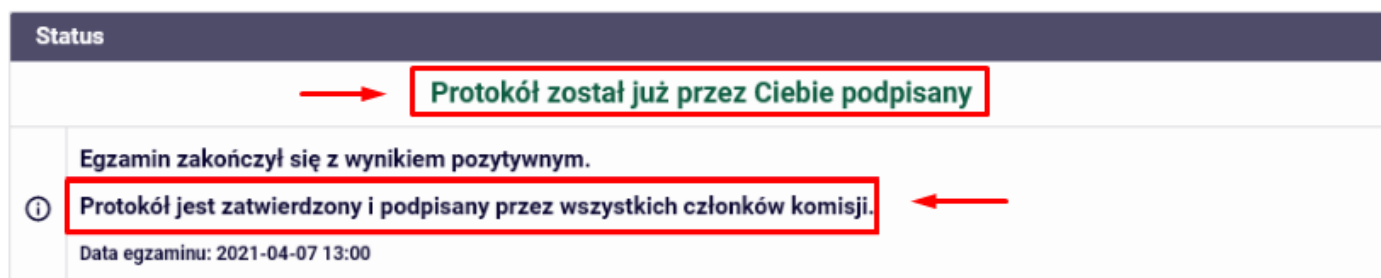 Status
Protokół został już przez Ciebie podpisany
Egzamin zakończył się z wynikiem pozytywnym.
Protokół jest zatwierdzony i podpisany przez wszystkich członków komisji.
Data egzaminu: 2021-04-07 13:00